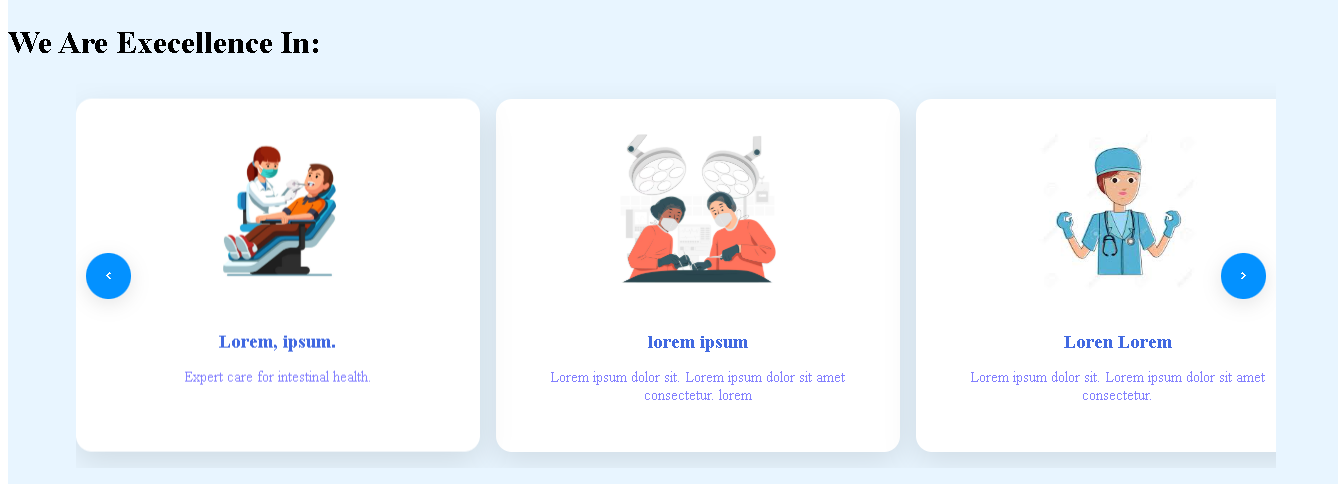 We Are Execellence In:
Lorem, ipsum.
Expert care for intestinal health.
lorem ipsum
Lorem ipsum dolor sit. Lorem ipsum dolor sit amet
consectetur. lorem
Loren Lorem
Lorem ipsum dolor sit. Lorem ipsum dolor sit amet
consectetur.